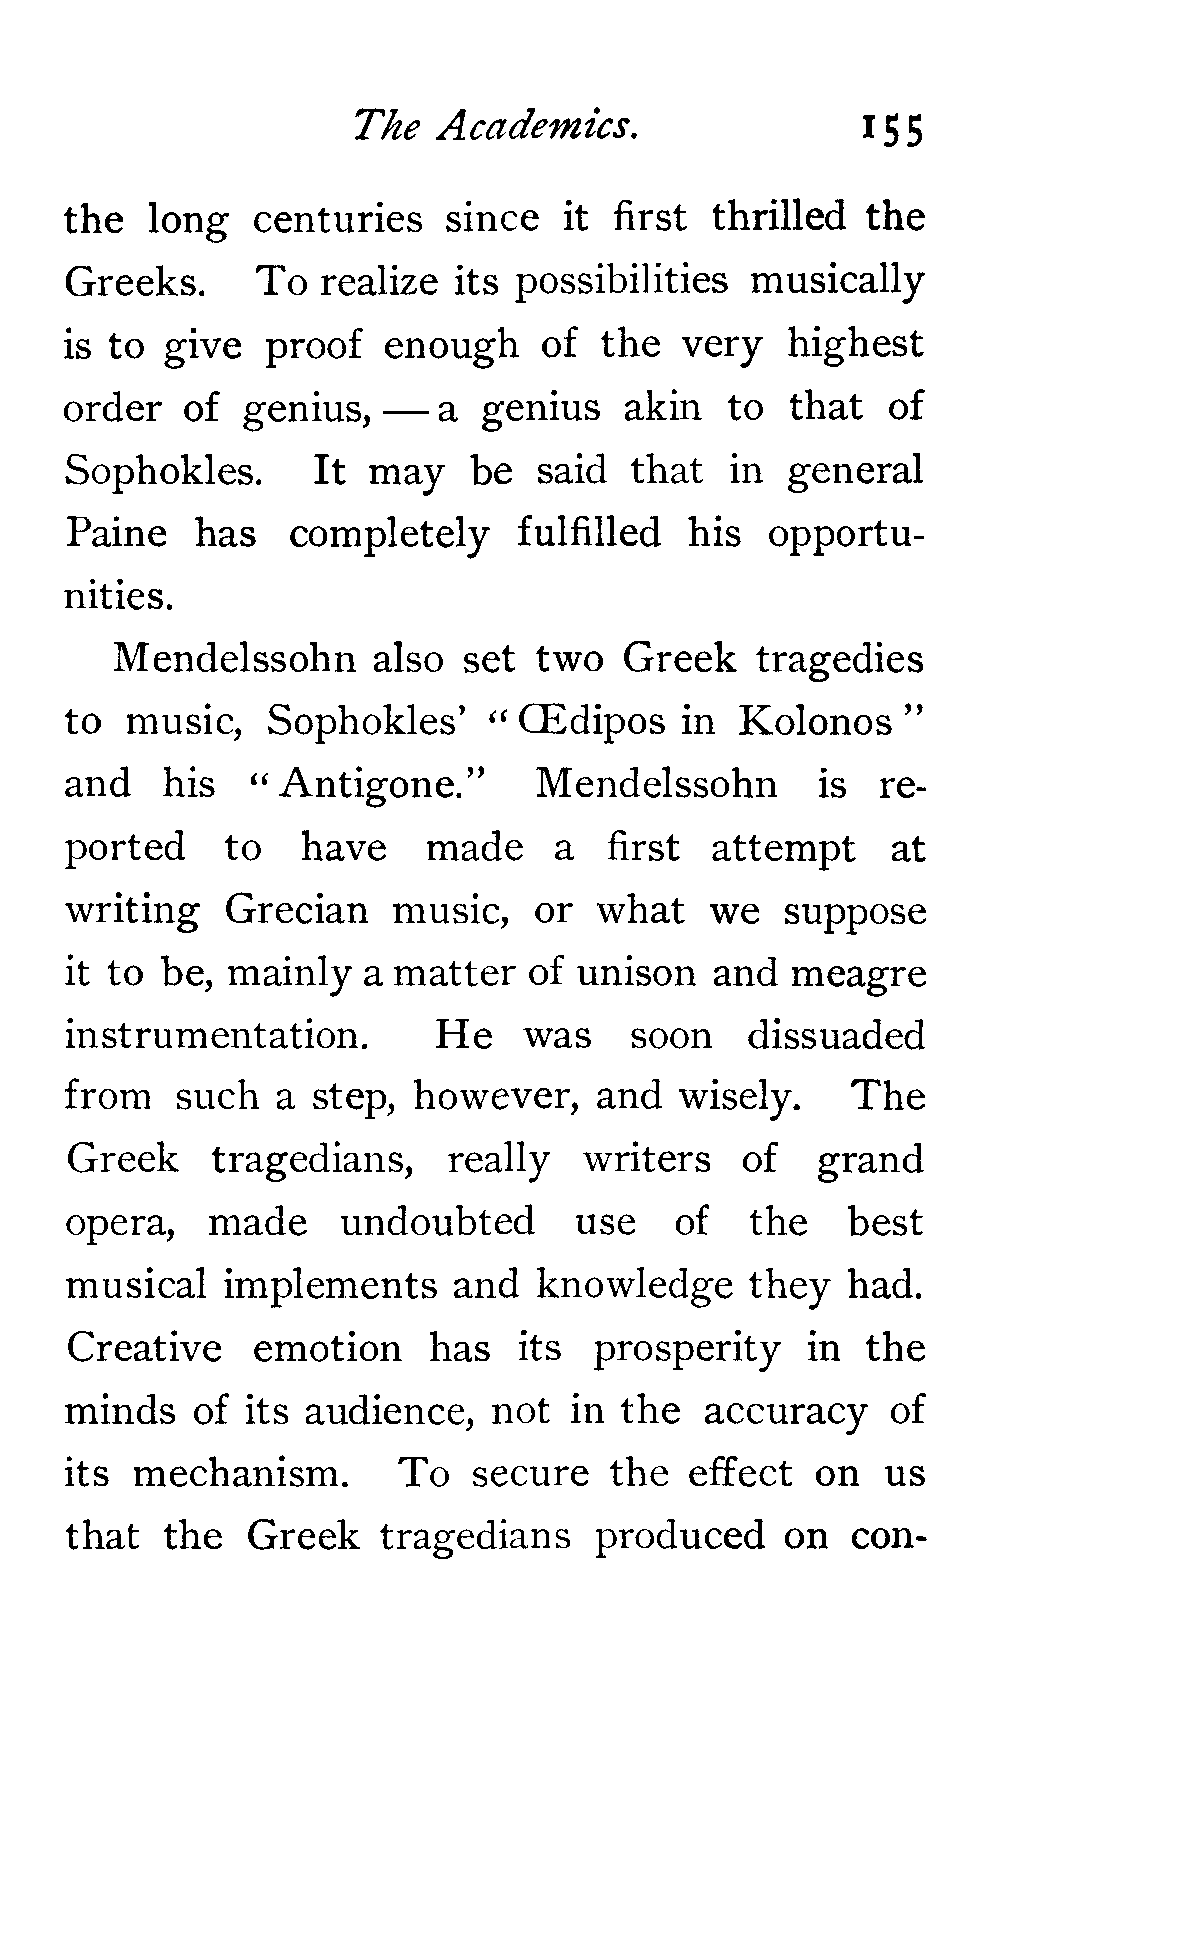 The Academics. 155
the long centuries since it first thrilled the
Greeks. To realize its possibilities musically
is to give proof enough of the very highest
order of genius, — a genius akin to that of
Sophokles. It may be said that in general
Paine has completely fulfilled his opportu-
nities.
Mendelssohn also set two Greek tragedies
to music, Sophokles' "Œdipos in Kolonos"
and his "Antigone." Mendelssohn is re-
ported to have made a first attempt at
writing Grecian music, or what we suppose
it to be, mainly a matter of unison and meagre
instrumentation. He was soon dissuaded
from such a step, however, and wisely. The
Greek tragedians, really writers of grand
opera, made undoubted use of the best
musical implements and knowledge they had.
Creative emotion has its prosperity in the
minds of its audience, not in the accuracy of
its mechanism. To secure the effect on us
that the Greek tragedians produced on con-